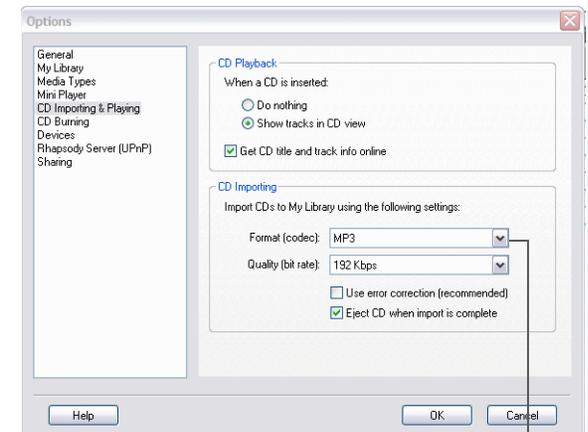 Options
General
My Library
Media Types
Mini Player
CD Importing & Playing
CD Burning
Devices
Rhapsody Server (UPnP)
Sharing
CD Playback
When a CD is inserted:
Do nothing
Show tracks in CD view
Get CD title and track info online
CD Importing
Import CDs to My Library using the following settings:
Format (codec): MP3
Quality (bit rate): 192 Kbps
Use error correction (recommended)
Eject CD when import is complete
Help OK Cancel